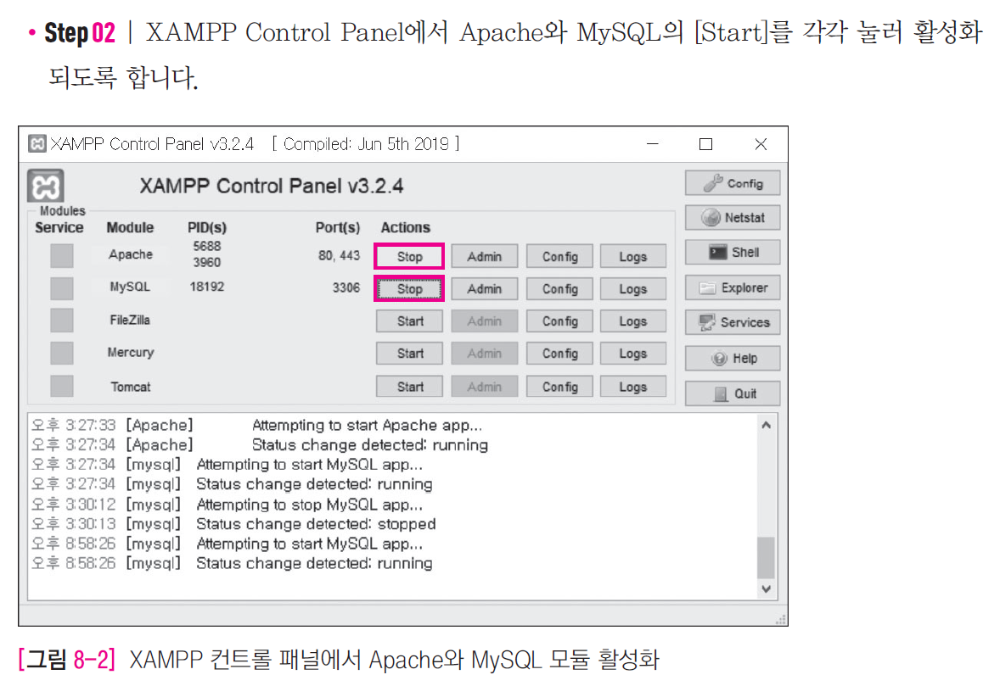 • Step 02 | XAMPP Control Panel에서 Apache와 MySQL의 [Start]를 각각 눌러 활성화
되도록 합니다.
XAMPP Control Panel v3.2.4 [ Compiled: Jun 5th 2019 ]
XAMPP Control Panel v3.2.4
Config
Modules
Netstat
Service Module PID(s) Port(s) Actions
Apache 5688 3960 80, 443 Stop Admin Config Logs
Shell
MySQL 18192 3306 Stop Admin Config Logs
Explorer
FileZilla Start Admin Config Logs
Services
Mercury Start Admin Config Logs
Help
Tomcat Start Admin Config Logs
Quit
오후 3:27:33 [Apache] Attempting to start Apache app...
오후 3:27:34 [Apache] Status change detected: running
오후 3:27:34 [mysql] Attempting to start MySQL app...
오후 3:27:34 [mysql] Status change detected: running
오후 3:30:12 [mysql] Attempting to stop MySQL app...
오후 3:30:13 [mysql] Status change detected: stopped
오후 8:58:26 [mysql] Attempting to start MySQL app...
오후 8:58:26 [mysql] Status change detected: running
[그림 8-2] XAMPP 컨트롤 패널에서 Apache와 MySQL 모듈 활성화